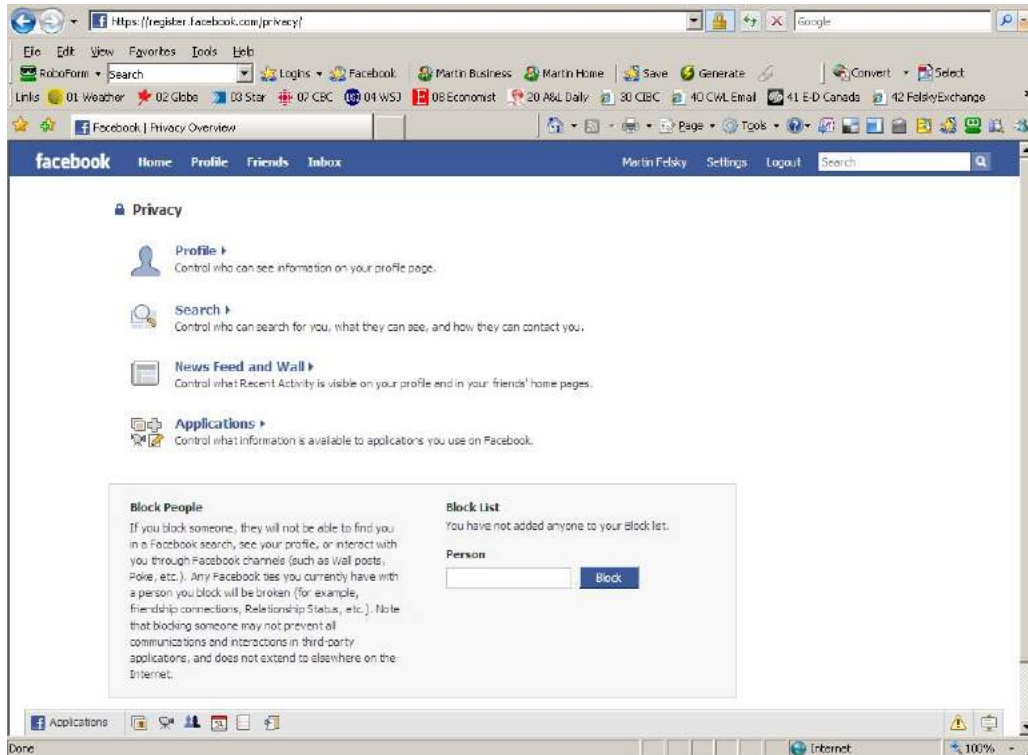 https://register.facebook.com/privacy/ Google
File Edit View Favorites Tools Help
RoboForm Search Logins Facebook Martin Business Martin Home Save Generate Convert Select
Links 01 Weather 02 Globe 03 Star 07 CBC 04 WSJ 08 Economist 20 A&L Daily 30 CIBC 40 CWL Email 41 E-D Canada 42 FelskyExchange
Facebook | Privacy Overview Page Tools
facebook Home Profile Friends Inbox Martin Felsky Settings Logout Search
Privacy
Profile
Control who can see information on your profile page.
Search
Control who can search for you, what they can see, and how they can contact you.
News Feed and Wall
Control what Recent Activity is visible on your profile and in your friends' home pages.
Applications
Control what information is available to applications you use on Facebook.
Block People
If you block someone, they will not be able to find you
in a Facebook search, see your profile, or interact with
you through Facebook channels (such as Wall posts,
Poke, etc.). Any Facebook ties you currently have with
a person you block will be broken (for example,
friendship connections, Relationship Status, etc.). Note
that blocking someone may not prevent all
communications and interactions in third-party
applications, and does not extend to elsewhere on the
Internet.
Block List
You have not added anyone to your Block list.
Person
Block
Applications
Done Internet 100%